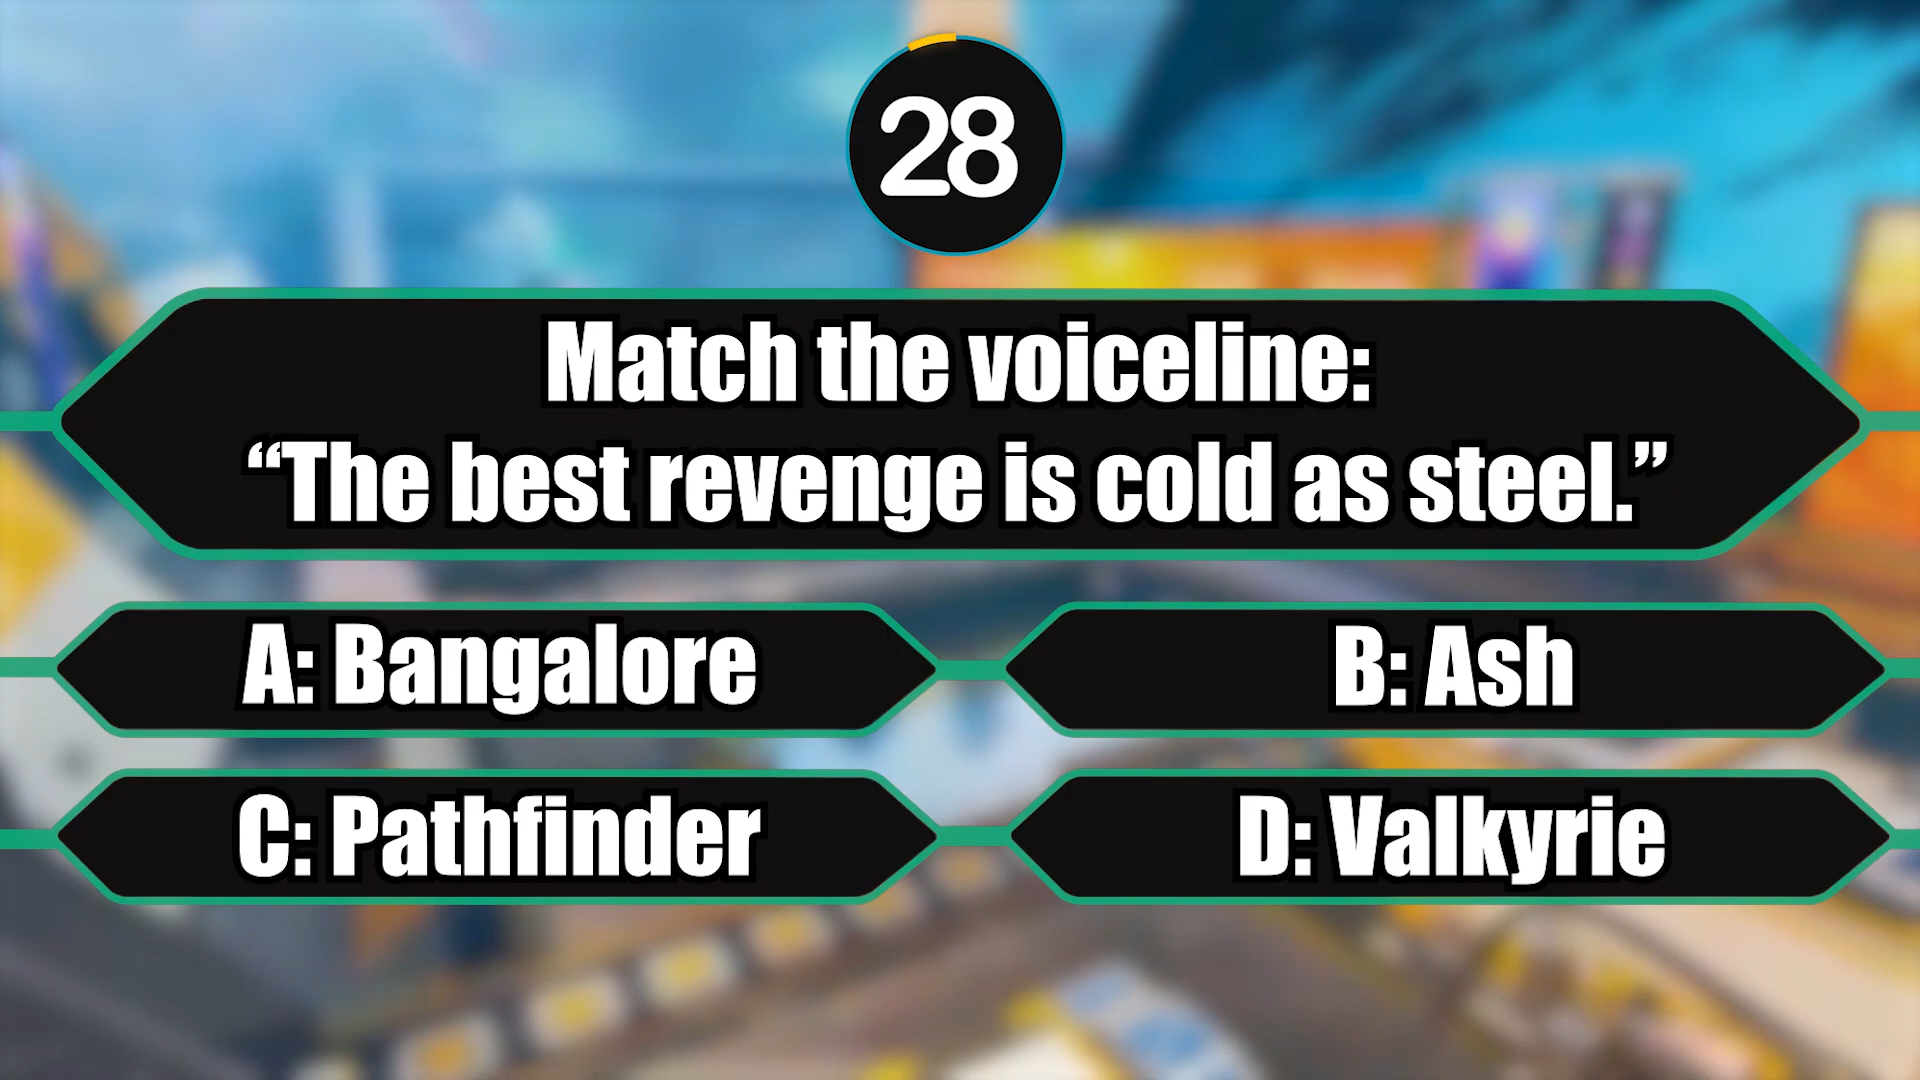 28
Match the voiceline:
“The best revenge is cold as steel.”
A: Bangalore
B: Ash
C: Pathfinder
D: Valkyrie